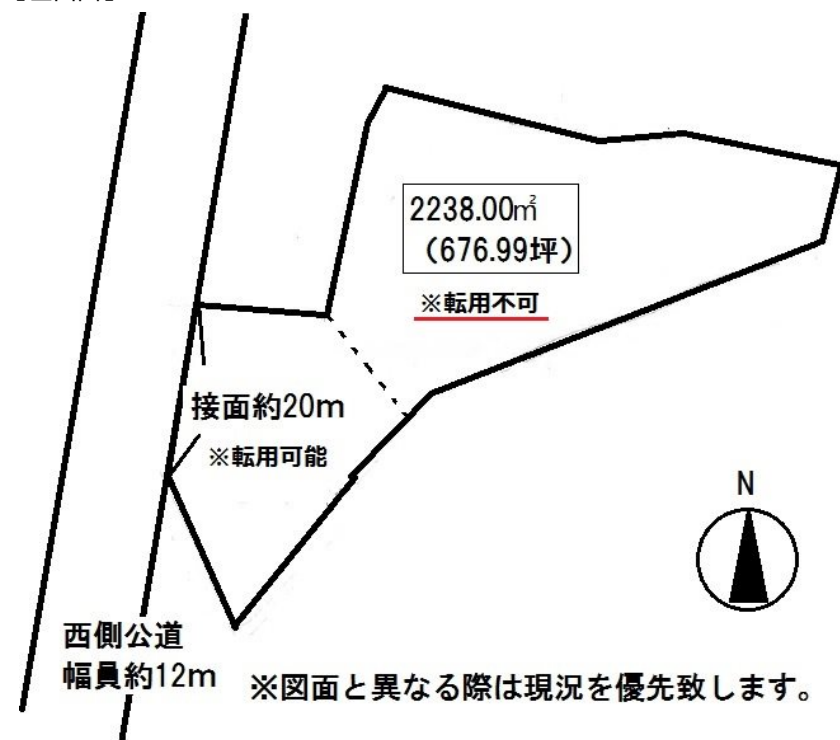 2238.00㎡
(676.99坪)
※転用不可
接面約20m
※転用可能
N
西側公道
幅員約12m
※図面と異なる際は現況を優先致します。